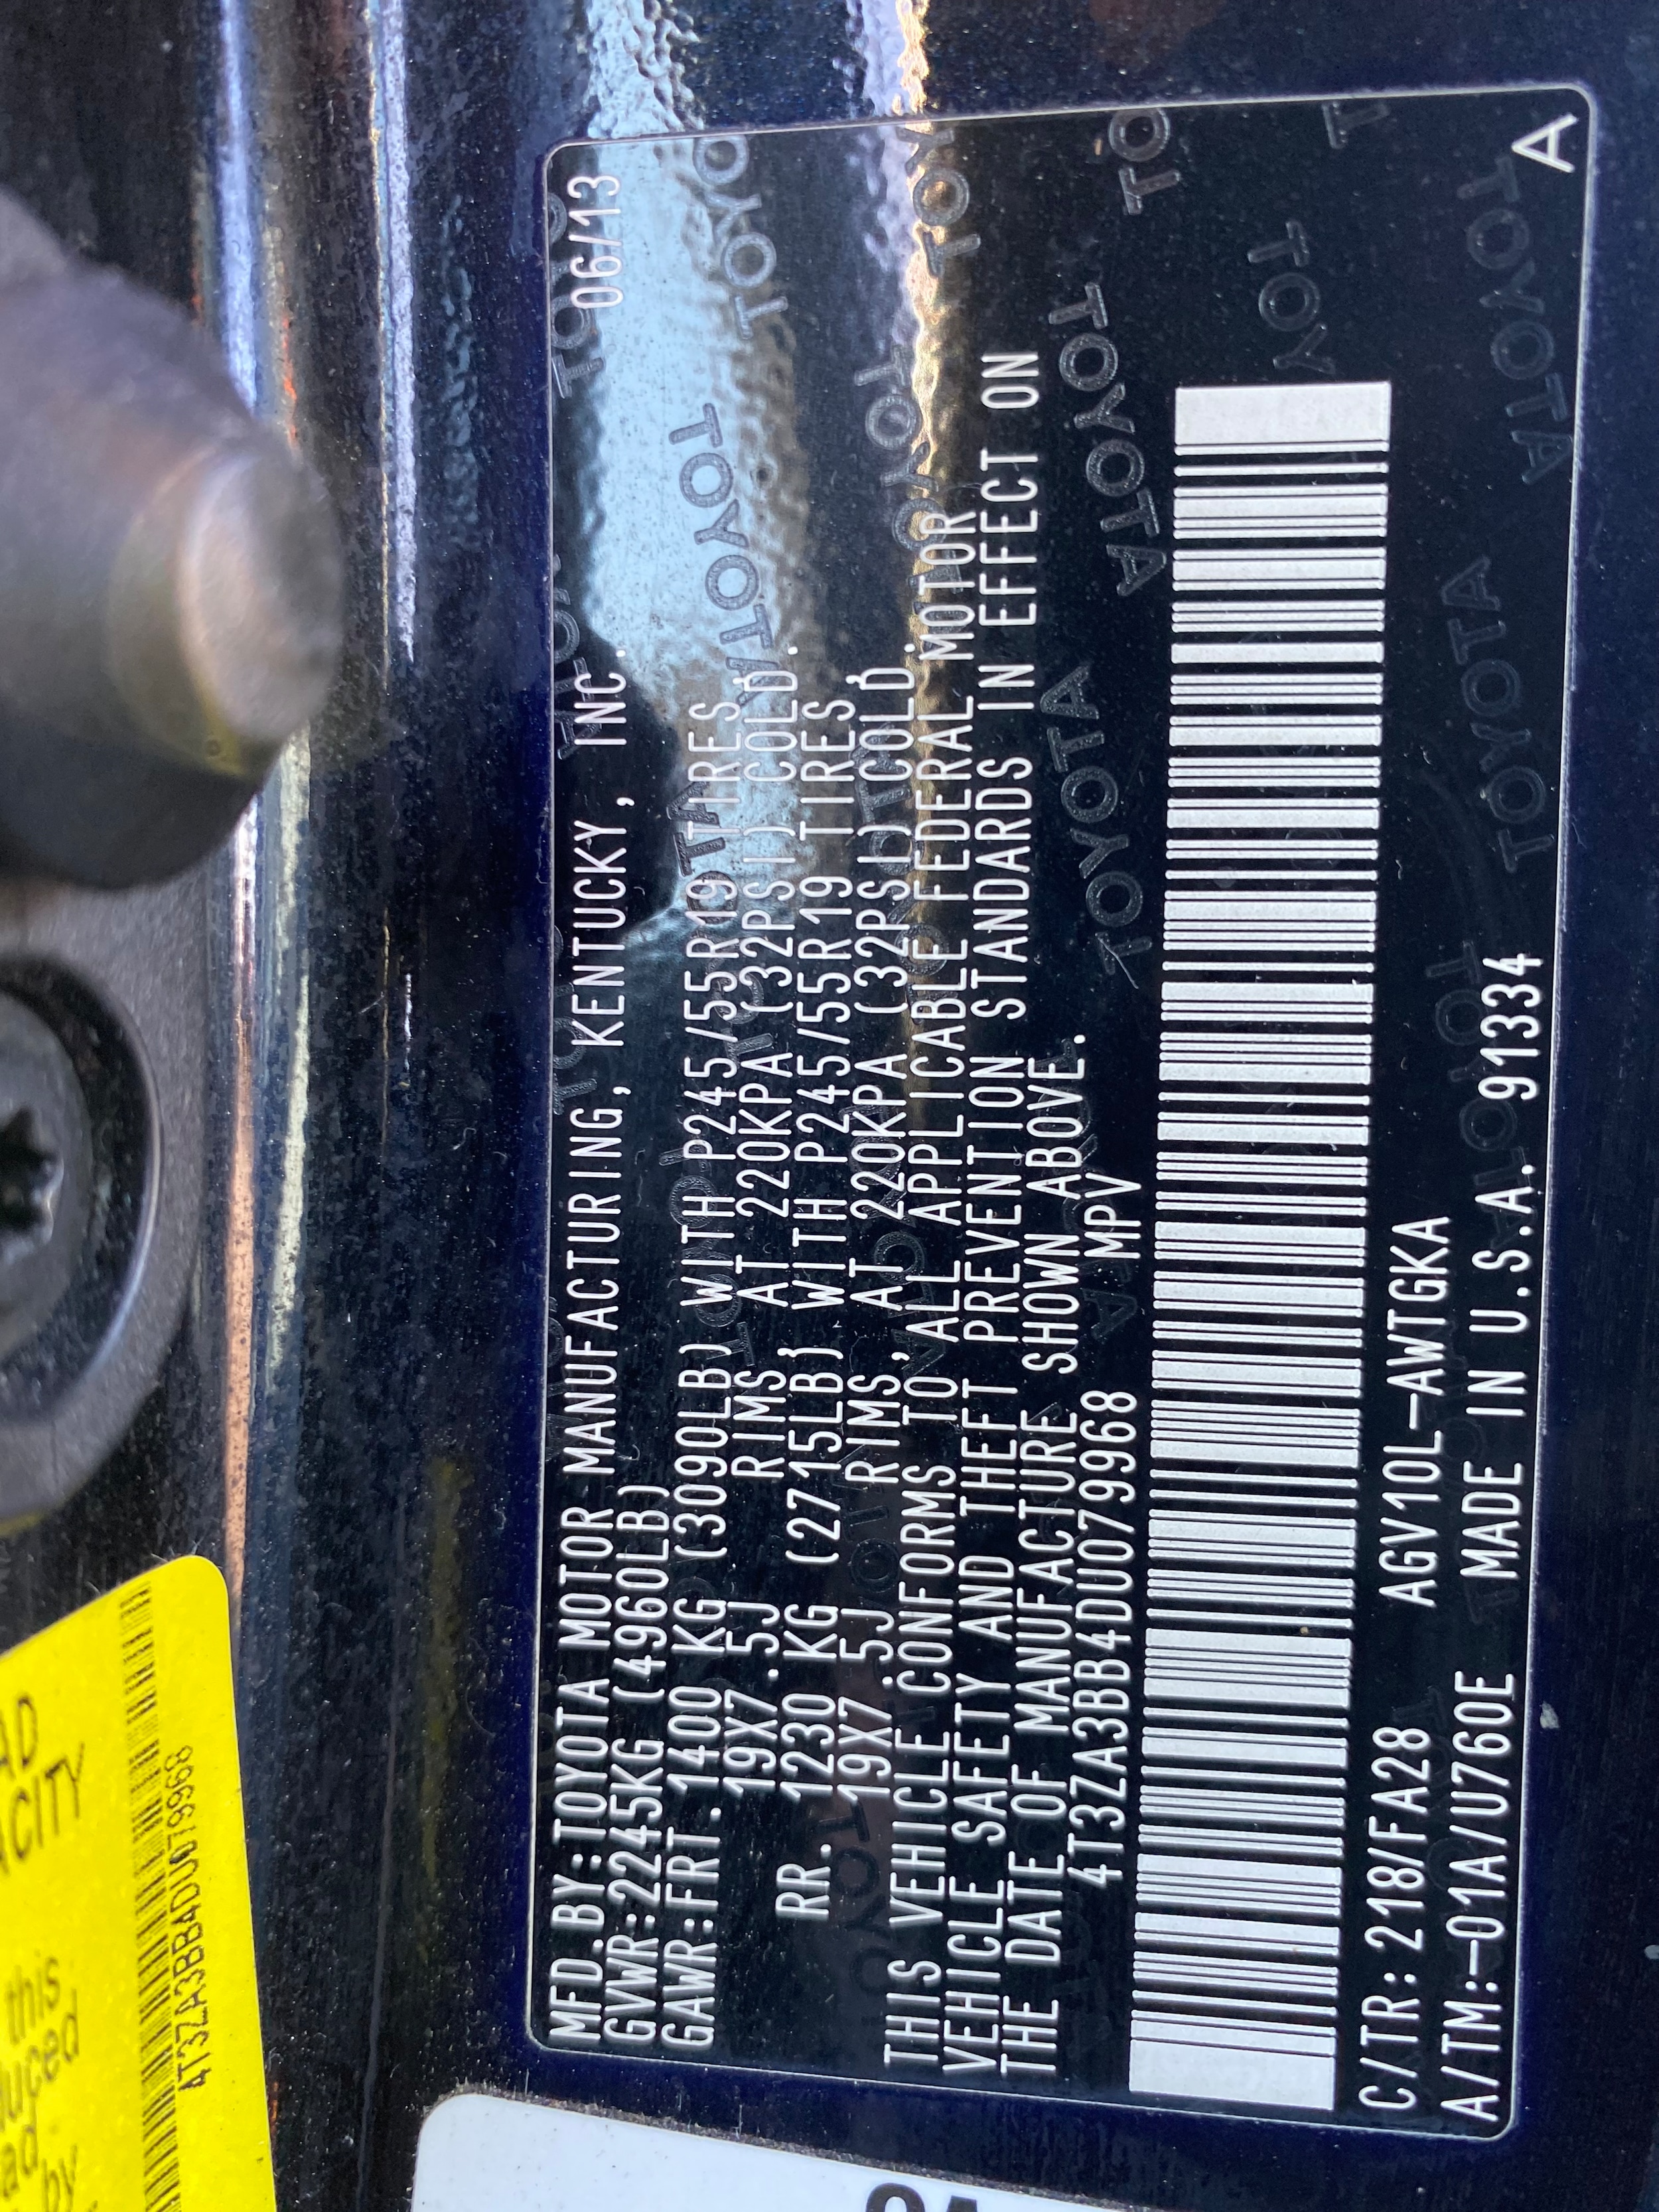 MFD.BY:TOYOTA MOTOR MANUFACTURING, KENTUCKY, INC. 06/13
GVWR:2245KG (4960LB)
GAWR:FRT. 1400 KG (3090LB) WITH P245/55R19 TIRES,
19X7.5J RIMS, AT 220KPA (32PSI) COLD.
RR. 1230 KG (2715LB) WITH P245/55R19 TIRES,
19X7.5J RIMS, AT 220KPA (32PSI) COLD.
THIS VEHICLE CONFORMS TO ALL APPLICABLE FEDERAL MOTOR
VEHICLE SAFETY AND THEFT PREVENTION STANDARDS IN EFFECT ON
THE DATE OF MANUFACTURE SHOWN ABOVE.
4T3ZA3BB4DU079968 MPV
C/TR:218/FA28 AGV10L-AWTGKA
A/TM:-01A/U760E MADE IN U.S.A. 91334
A
4T3ZA3BB4DU079968
this
by